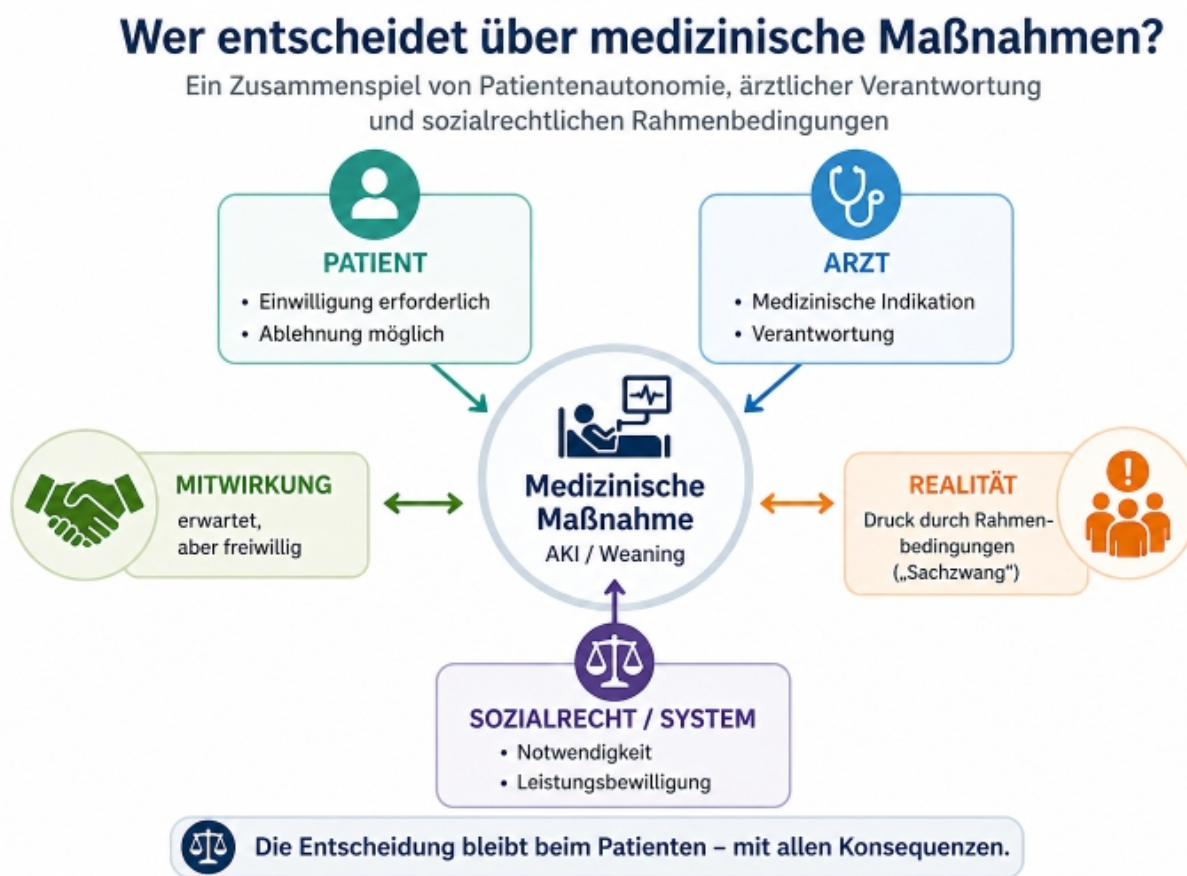 Wer entscheidet über medizinische Maßnahmen?
Ein Zusammenspiel von Patientenautonomie, ärztlicher Verantwortung
und sozialrechtlichen Rahmenbedingungen
PATIENT
• Einwilligung erforderlich
• Ablehnung möglich
ARZT
• Medizinische Indikation
• Verantwortung
MITWIRKUNG
erwartet,
aber freiwillig
Medizinische
Maßnahme
AKI / Weaning
REALITÄT
Druck durch Rahmen-
bedingungen
(„Sachzwang“)
SOZIALRECHT / SYSTEM
• Notwendigkeit
• Leistungsbewilligung
Die Entscheidung bleibt beim Patienten – mit allen Konsequenzen.